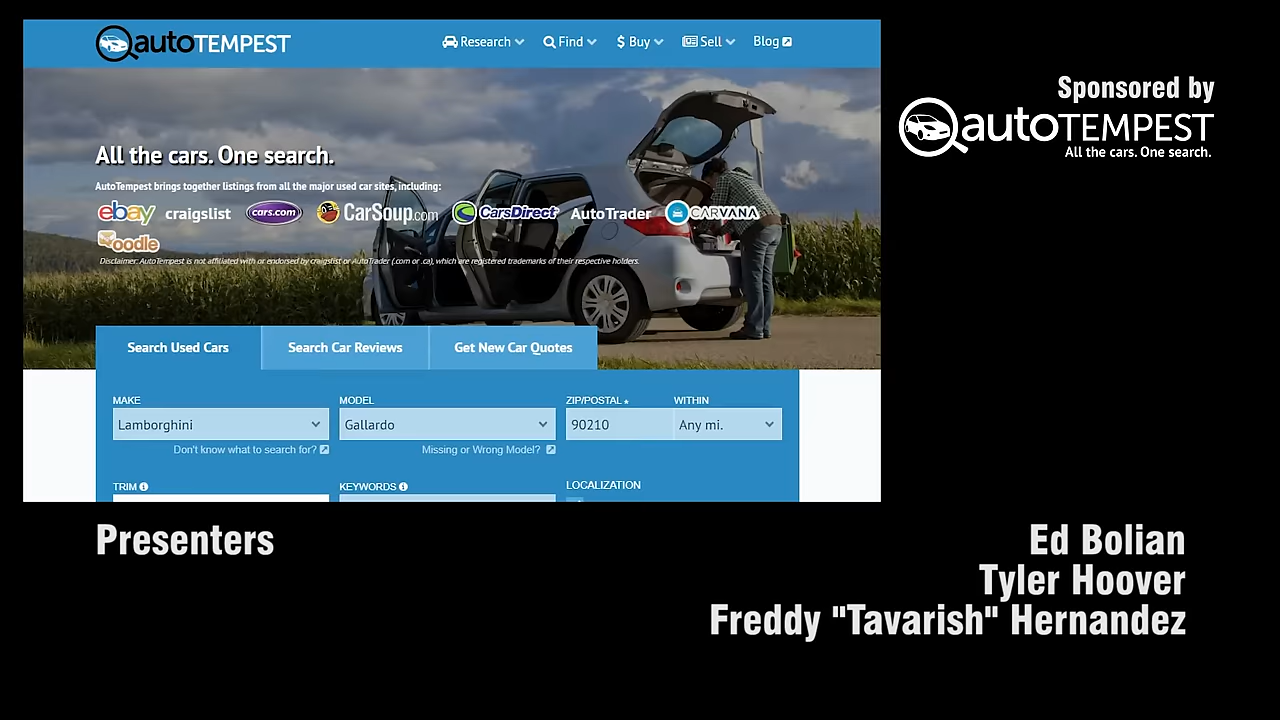 autoTEMPEST
Research Find $ Buy Sell Blog
Sponsored by
autoTEMPEST
All the cars. One search.
All the cars. One search.
AutoTempest brings together listings from all the major used car sites, including:
ebay craigslist cars.com CarSoup.com CarsDirect AutoTrader CARVANA
oodle
Disclaimer: AutoTempest is not affiliated with or endorsed by craigslist or AutoTrader (.com or .ca), which are registered trademarks of their respective holders.
Search Used Cars Search Car Reviews Get New Car Quotes
MAKE MODEL ZIP/POSTAL * WITHIN
Lamborghini Gallardo 90210 Any mi.
Don't know what to search for? Missing or Wrong Model?
TRIM KEYWORDS LOCALIZATION
Presenters
Ed Bolian
Tyler Hoover
Freddy "Tavarish" Hernandez